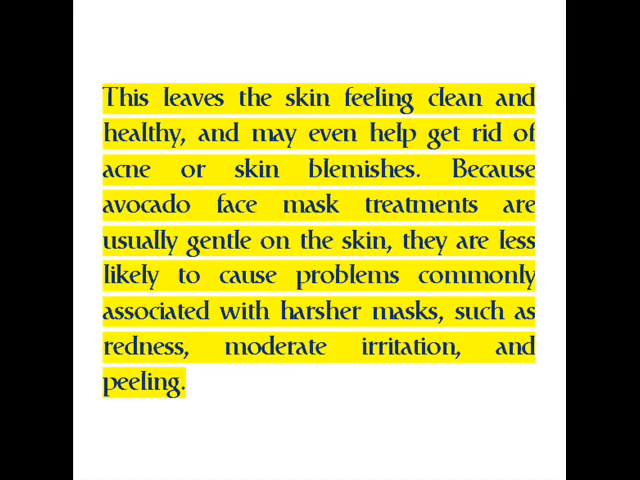 This leaves the skin feeling clean and
healthy, and may even help get rid of
acne or skin blemishes. Because
avocado face mask treatments are
usually gentle on the skin, they are less
likely to cause problems commonly
associated with harsher masks, such as
redness, moderate irritation, and
peeling.